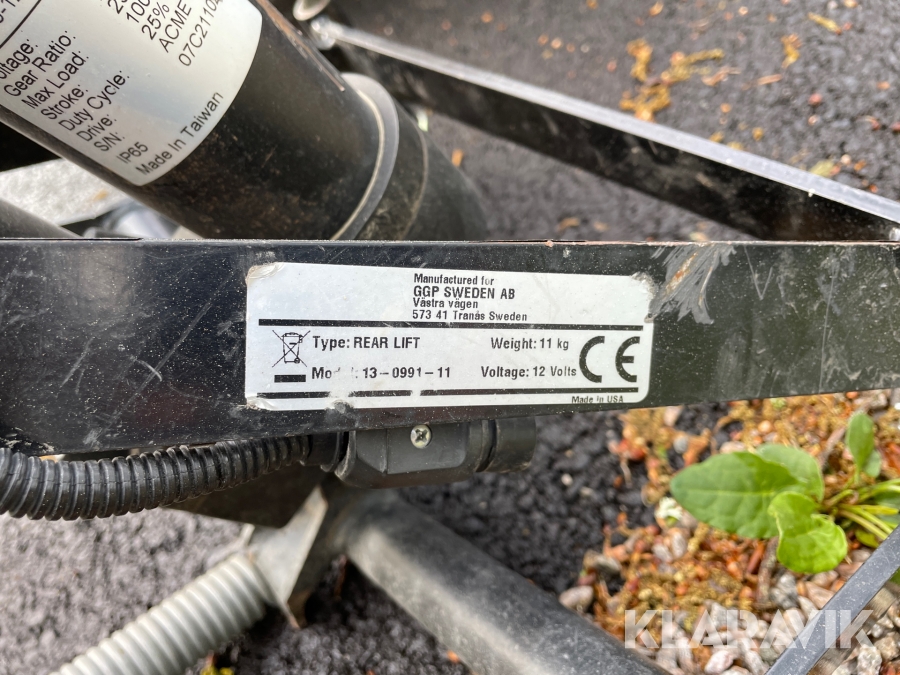 Gear Ratio:
Max Load:
Stroke:
Duty Cycle:
Drive:
S/N:
IP65
25%
ACME
Made in Taiwan
Manufactured for
GGP SWEDEN AB
Västra vägen
573 41 Tranås Sweden
Type: REAR LIFT Weight: 11 kg
13-0991-11 Voltage: 12 Volts
CE
Made in USA
KLARAVIK